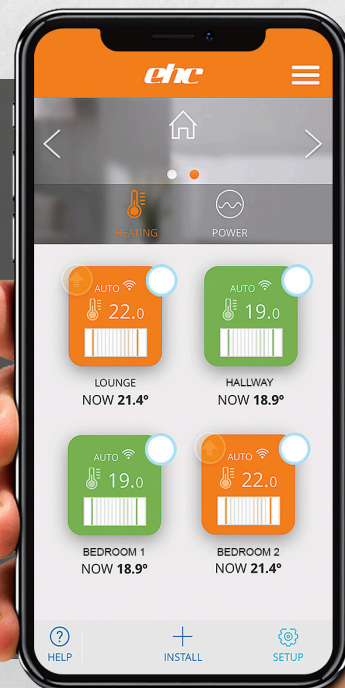 ehc
HEATING
POWER
AUTO
22.0
LOUNGE
NOW 21.4°
AUTO
19.0
HALLWAY
NOW 18.9°
AUTO
19.0
BEDROOM 1
NOW 18.9°
AUTO
22.0
BEDROOM 2
NOW 21.4°
?
HELP
INSTALL
SETUP